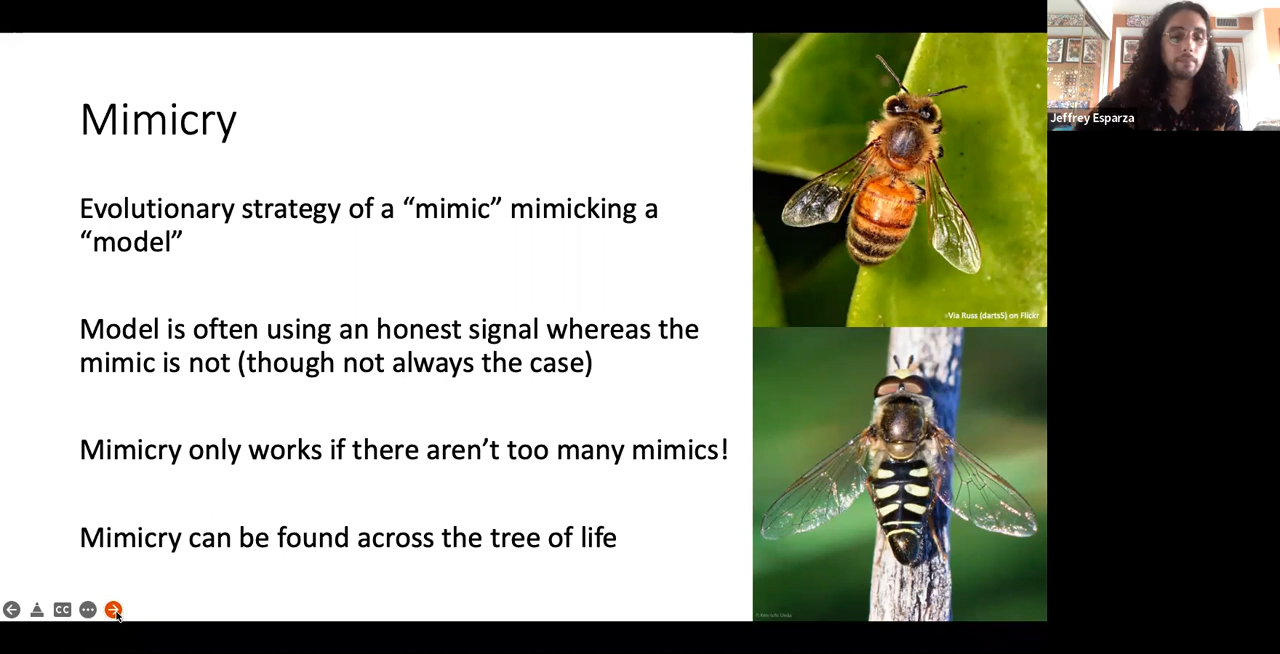 Mimicry
Evolutionary strategy of a “mimic” mimicking a
“model”
Model is often using an honest signal whereas the
mimic is not (though not always the case)
Mimicry only works if there aren’t too many mimics!
Mimicry can be found across the tree of life
CC
©Via Russ (darts5) on Flickr
Jeffrey Esparza